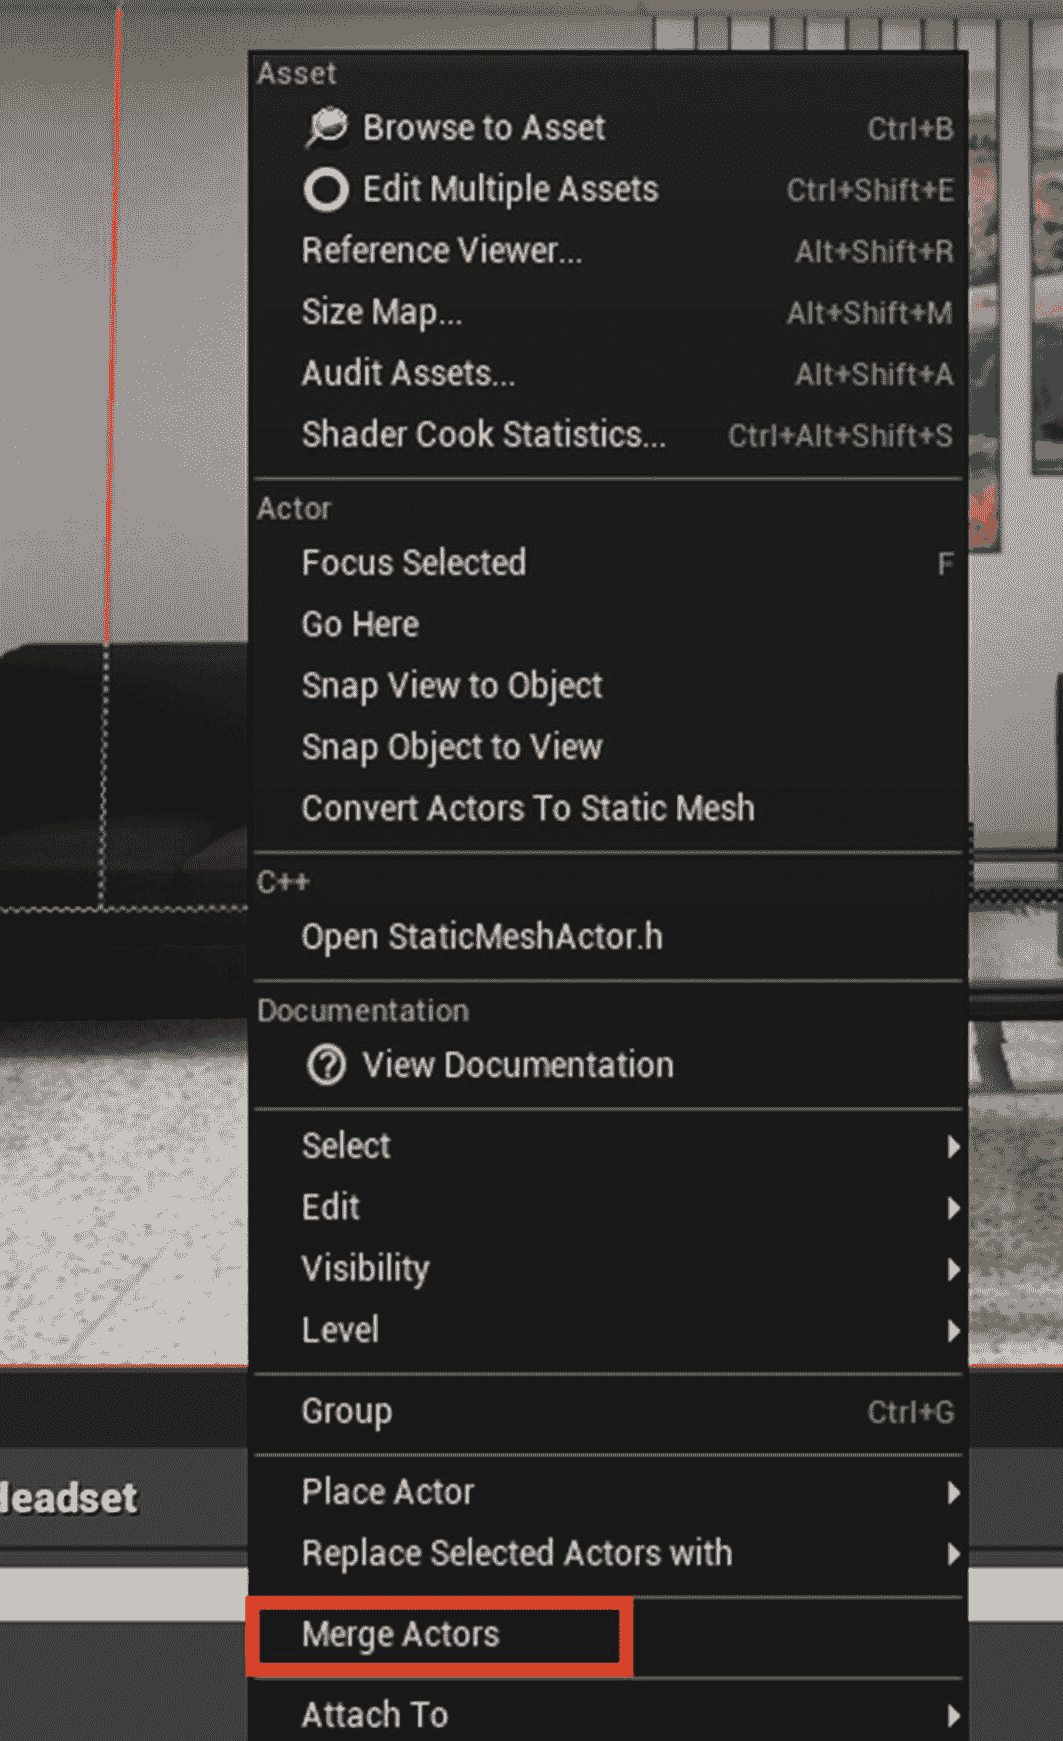 Asset
Browse to Asset Ctrl+B
Edit Multiple Assets Ctrl+Shift+E
Reference Viewer... Alt+Shift+R
Size Map... Alt+Shift+M
Audit Assets... Alt+Shift+A
Shader Cook Statistics... Ctrl+Alt+Shift+S
Actor
Focus Selected F
Go Here
Snap View to Object
Snap Object to View
Convert Actors To Static Mesh
C++
Open StaticMeshActor.h
Documentation
View Documentation
Select
Edit
Visibility
Level
Group Ctrl+G
Headset
Place Actor
Replace Selected Actors with
Merge Actors
Attach To